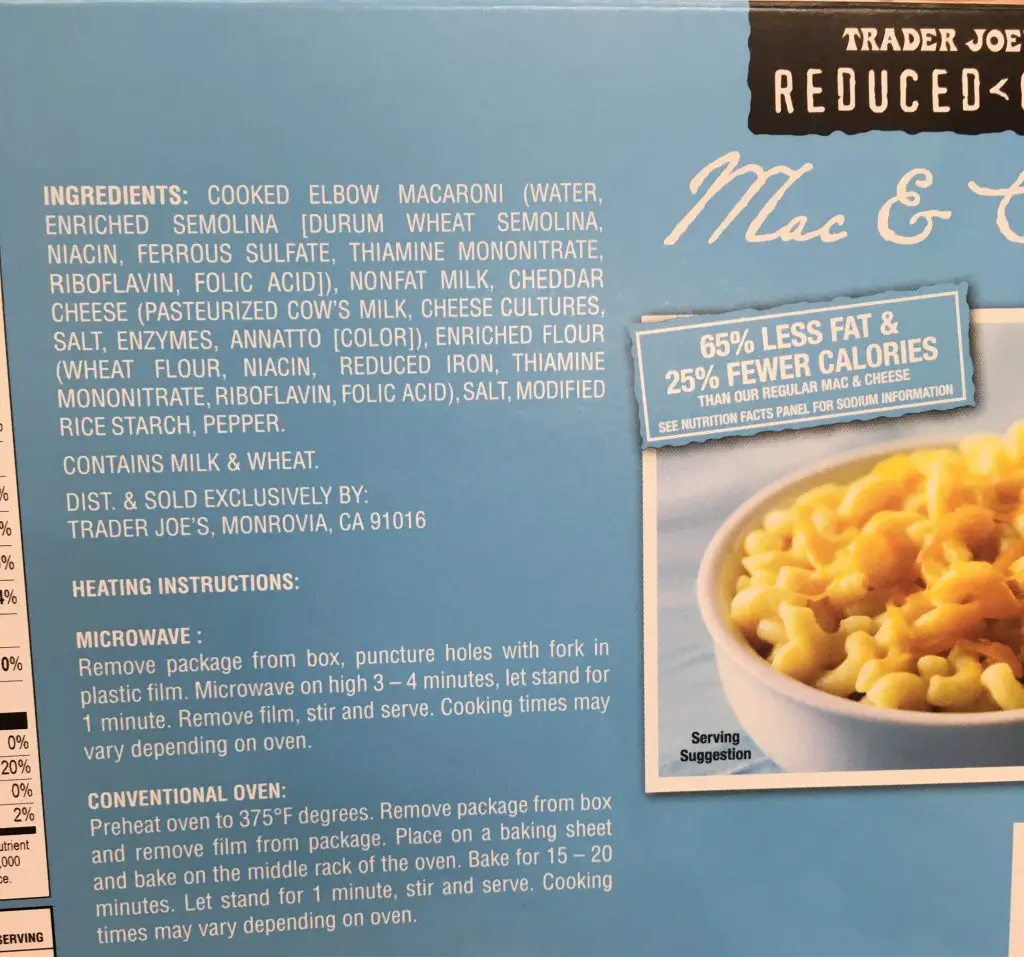 TRADER JOE'
REDUCED<
Mac &
INGREDIENTS: COOKED ELBOW MACARONI (WATER,
ENRICHED SEMOLINA [DURUM WHEAT SEMOLINA,
NIACIN, FERROUS SULFATE, THIAMINE MONONITRATE,
RIBOFLAVIN, FOLIC ACID]), NONFAT MILK, CHEDDAR
CHEESE (PASTEURIZED COW'S MILK, CHEESE CULTURES,
SALT, ENZYMES, ANNATTO [COLOR]), ENRICHED FLOUR
(WHEAT FLOUR, NIACIN, REDUCED IRON, THIAMINE
MONONITRATE, RIBOFLAVIN, FOLIC ACID), SALT, MODIFIED
RICE STARCH, PEPPER.
CONTAINS MILK & WHEAT.
DIST. & SOLD EXCLUSIVELY BY:
TRADER JOE'S, MONROVIA, CA 91016
HEATING INSTRUCTIONS:
MICROWAVE :
Remove package from box, puncture holes with fork in
plastic film. Microwave on high 3 – 4 minutes, let stand for
1 minute. Remove film, stir and serve. Cooking times may
vary depending on oven.
CONVENTIONAL OVEN:
Preheat oven to 375°F degrees. Remove package from box
and remove film from package. Place on a baking sheet
and bake on the middle rack of the oven. Bake for 15 – 20
minutes. Let stand for 1 minute, stir and serve. Cooking
times may vary depending on oven.
65% LESS FAT &
25% FEWER CALORIES
THAN OUR REGULAR MAC & CHEESE
SEE NUTRITION FACTS PANEL FOR SODIUM INFORMATION
Serving
Suggestion
0%
0%
20%
0%
2%
,000
SERVING